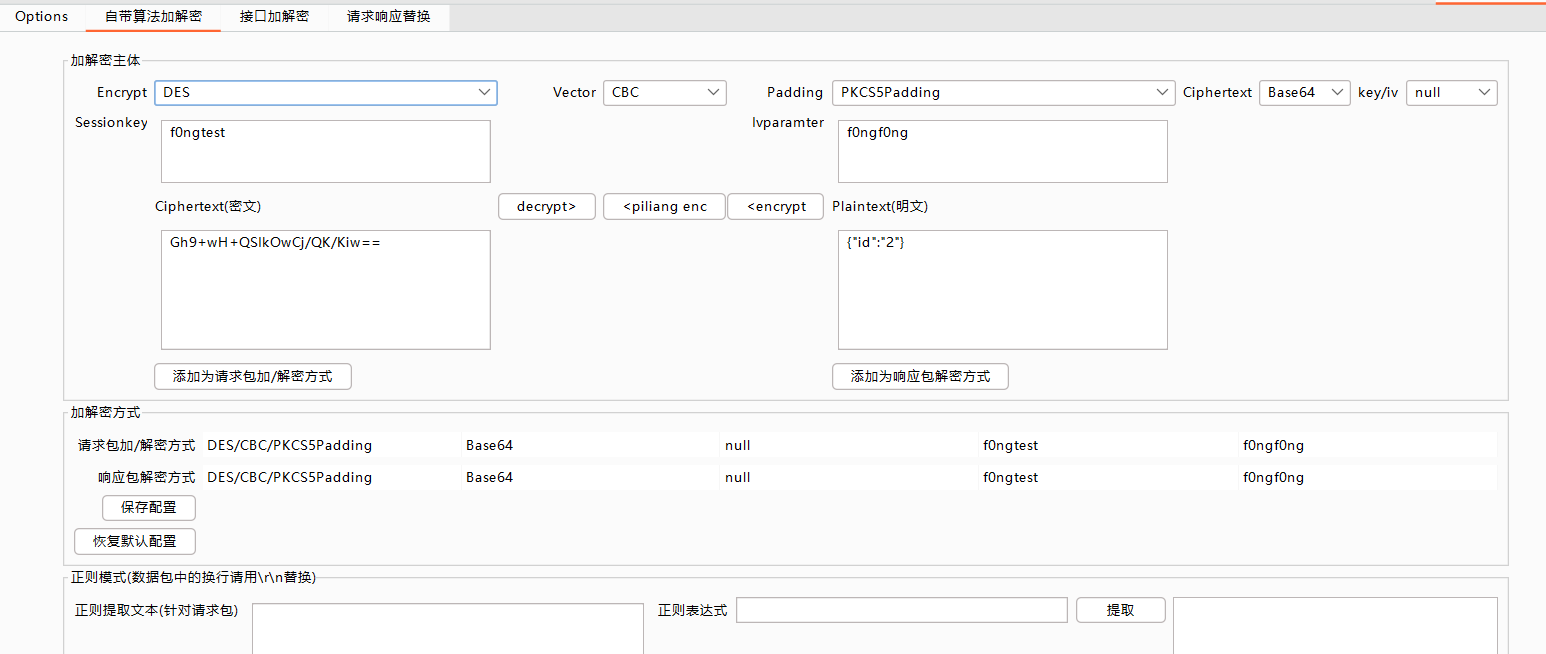 Options 自带算法加解密 接口加解密 请求响应替换
加解密主体
Encrypt DES Vector CBC Padding PKCS5Padding Ciphertext Base64 key/iv null
Sessionkey f0ngtest Ivparamter f0ngf0ng
Ciphertext(密文) decrypt> <piliang enc <encrypt Plaintext(明文)
Gh9+wH+QSlkOwCj/QK/Kiw== {"id":"2"}
添加为请求包加/解密方式 添加为响应包解密方式
加解密方式
请求包加/解密方式 DES/CBC/PKCS5Padding Base64 null f0ngtest f0ngf0ng
响应包解密方式 DES/CBC/PKCS5Padding Base64 null f0ngtest f0ngf0ng
保存配置
恢复默认配置
正则模式(数据包中的换行请用\r\n替换)
正则提取文本(针对请求包) 正则表达式 提取